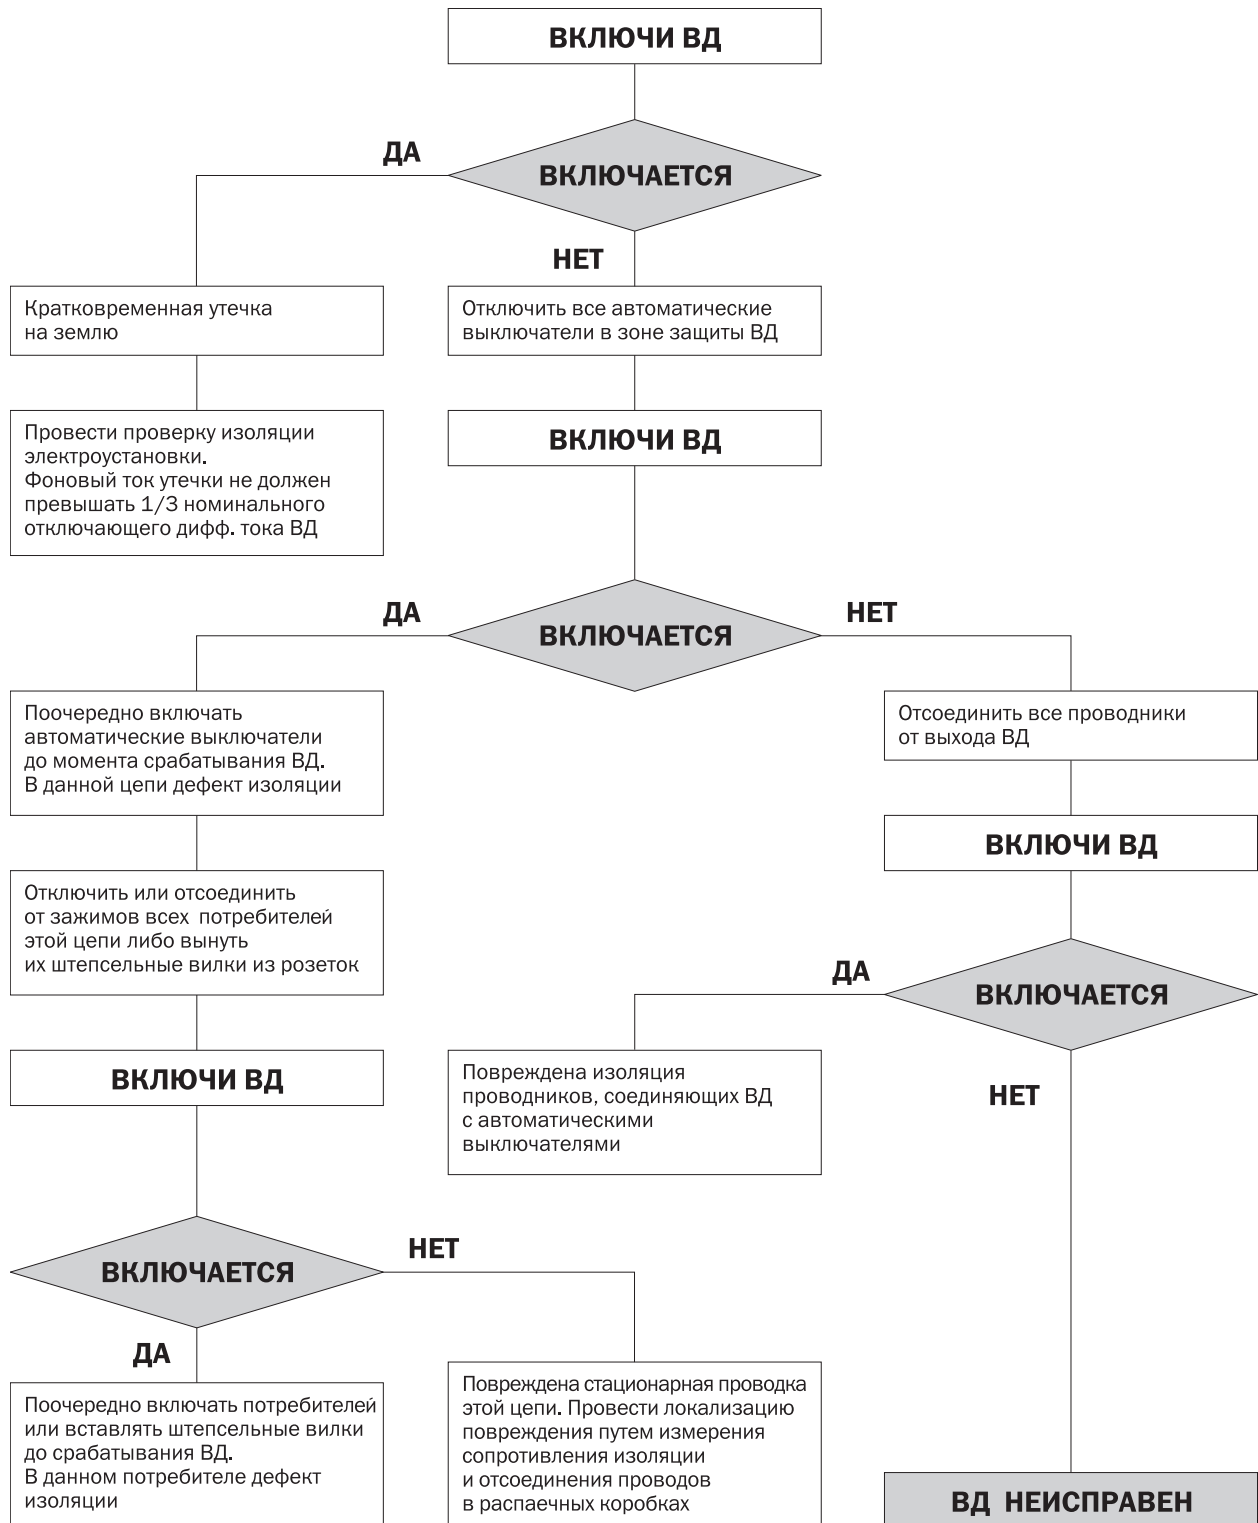 ВКЛЮЧИ ВД
ВКЛЮЧАЕТСЯ
ДА
НЕТ
Кратковременная утечка
на землю
Отключить все автоматические
выключатели в зоне защиты ВД
Провести проверку изоляции
электроустановки.
Фоновый ток утечки не должен
превышать 1/3 номинального
отключающего дифф. тока ВД
ВКЛЮЧИ ВД
ВКЛЮЧАЕТСЯ
ДА
НЕТ
Поочередно включать
автоматические выключатели
до момента срабатывания ВД.
В данной цепи дефект изоляции
Отсоединить все проводники
от выхода ВД
Отключить или отсоединить
от зажимов всех потребителей
этой цепи либо вынуть
их штепсельные вилки из розеток
ВКЛЮЧИ ВД
ВКЛЮЧАЕТСЯ
ДА
НЕТ
Повреждена изоляция
проводников, соединяющих ВД
с автоматическими
выключателями
ВКЛЮЧИ ВД
ВКЛЮЧАЕТСЯ
НЕТ
ДА
Поочередно включать потребителей
или вставлять штепсельные вилки
до срабатывания ВД.
В данном потребителе дефект
изоляции
Повреждена стационарная проводка
этой цепи. Провести локализацию
повреждения путем измерения
сопротивления изоляции
и отсоединения проводов
в распаечных коробках
ВД НЕИСПРАВЕН